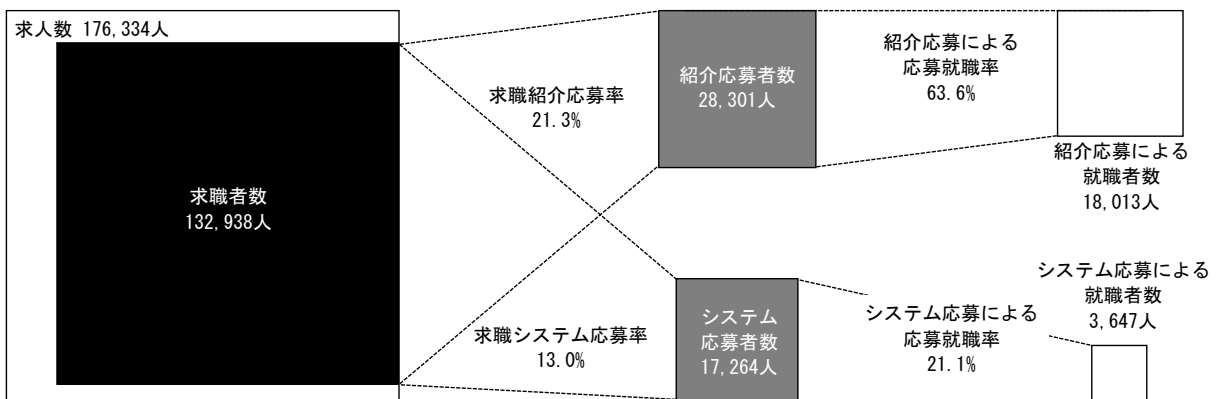 求人数 176,334人
求職者数
132,938人
求職紹介応募率
21.3%
紹介応募者数
28,301人
紹介応募による
応募就職率
63.6%
紹介応募による
就職者数
18,013人
求職システム応募率
13.0%
システム
応募者数
17,264人
システム応募による
応募就職率
21.1%
システム応募による
就職者数
3,647人